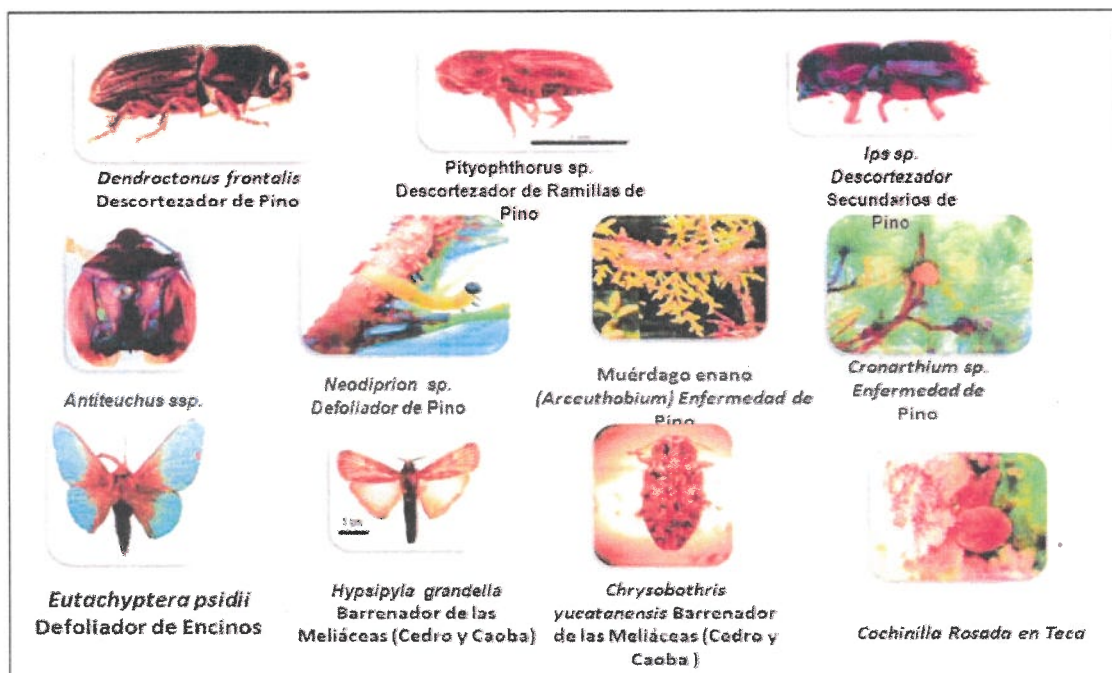 Dendroctonus frontalis
Descortezador de Pino
Pityophthorus sp.
Descortezador de Ramillas de
Pino
Ips sp.
Descortezador
Secundarios de
Pino
Antiteuchus ssp.
Neodiprion sp.
Defoliador de Pino
Muérdago enano
(Arceuthobium) Enfermedad de
Pino
Cronarthium sp.
Enfermedad de
Pino
Eutachyptera psidii
Defoliador de Encinos
Hypsipyla grandella
Barrenador de las
Meliáceas (Cedro y Caoba)
Chrysobothris
yucatanensis Barrenador
de las Meliáceas (Cedro y
Caoba )
Cochinilla Rosada en Teca